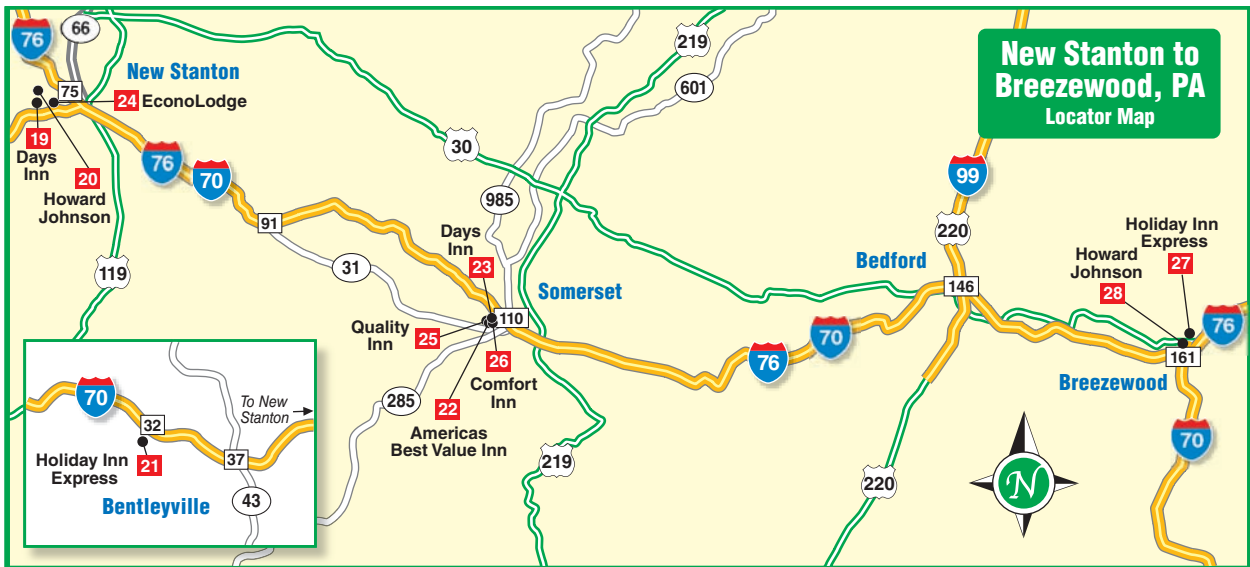 New Stanton to
Breezewood, PA
Locator Map
76
66
New Stanton
75
24 EconoLodge
19
Days
Inn
20
Howard
Johnson
76
70
119
91
31
30
219
601
985
Days
Inn
23
110
Somerset
Quality
Inn
25
26
Comfort
Inn
22
Americas
Best Value Inn
285
219
76
70
Bedford
99
220
146
220
Howard
Johnson
28
Holiday Inn
Express
27
76
161
Breezewood
70
N
70
To New
Stanton
32
Holiday Inn
Express
21
37
43
Bentleyville